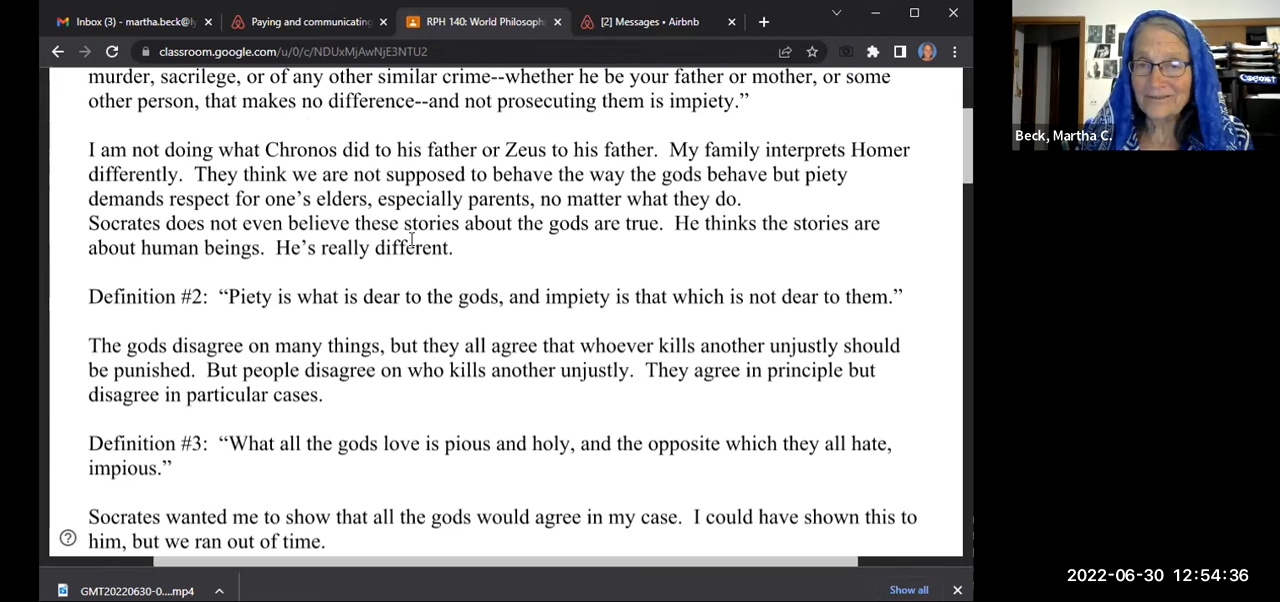 Inbox (3) - martha.beck@ly
Paying and communicating
RPH 140: World Philosoph
[2] Messages • Airbnb
classroom.google.com/u/0/c/NDUxMjAwNjE3NTU2
murder, sacrilege, or of any other similar crime--whether he be your father or mother, or some
other person, that makes no difference--and not prosecuting them is impiety.”
I am not doing what Chronos did to his father or Zeus to his father. My family interprets Homer
differently. They think we are not supposed to behave the way the gods behave but piety
demands respect for one’s elders, especially parents, no matter what they do.
Socrates does not even believe these stories about the gods are true. He thinks the stories are
about human beings. He’s really different.
Definition #2: “Piety is what is dear to the gods, and impiety is that which is not dear to them.”
The gods disagree on many things, but they all agree that whoever kills another unjustly should
be punished. But people disagree on who kills another unjustly. They agree in principle but
disagree in particular cases.
Definition #3: “What all the gods love is pious and holy, and the opposite which they all hate,
impious.”
Socrates wanted me to show that all the gods would agree in my case. I could have shown this to
him, but we ran out of time.
GMT20220630-0....mp4
Show all
Beck, Martha C.
2022-06-30 12:54:36